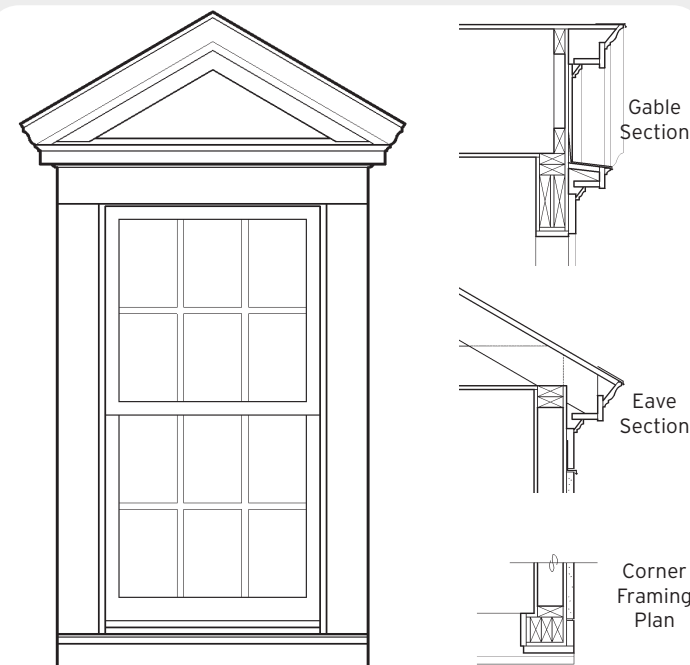 Gable
Section
Eave
Section
Corner
Framing
Plan